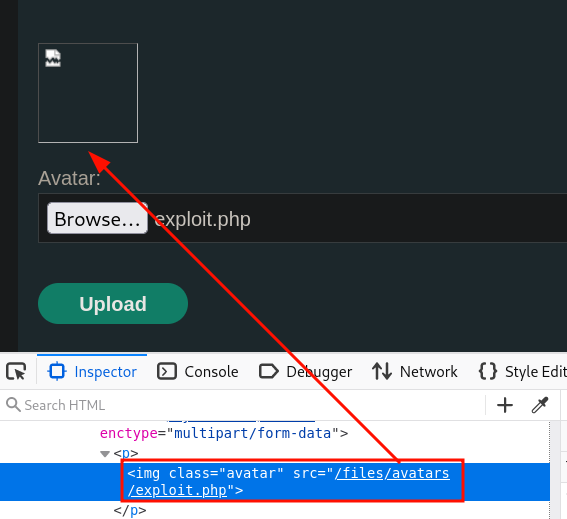 Avatar:
Browse... exploit.php
Upload
Inspector Console Debugger Network Style Edit
Search HTML
enctype="multipart/form-data">
<p>
<img class="avatar" src="/files/avatars
/exploit.php">
</p>